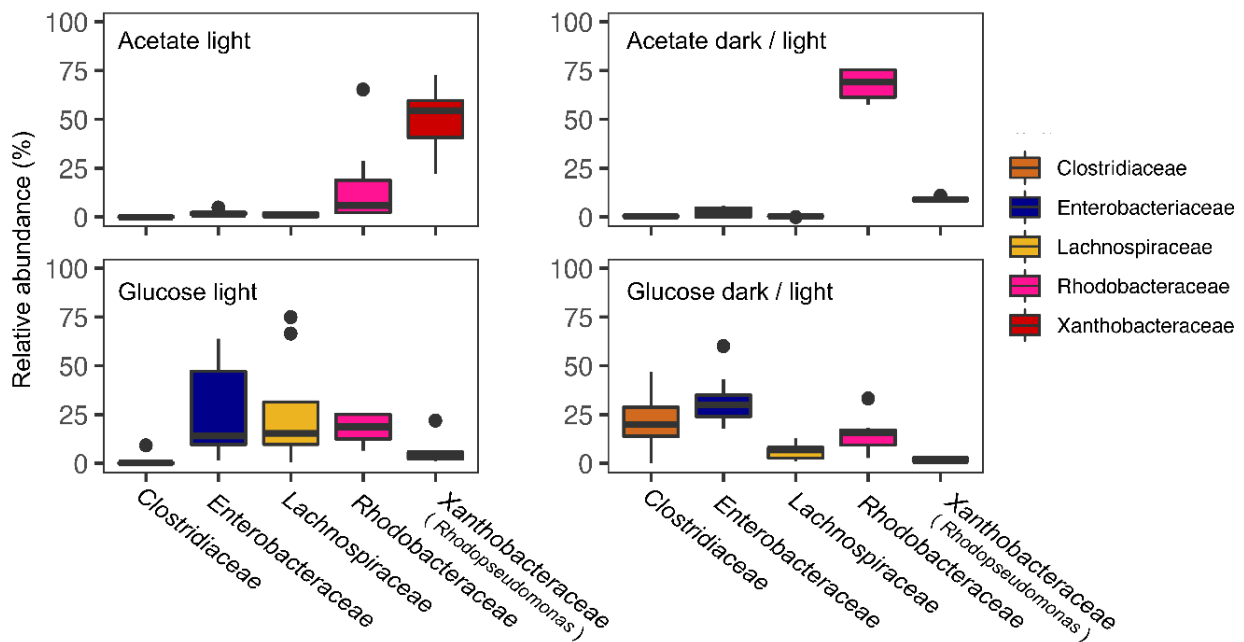 Relative abundance (%)
Acetate light
100
75
50
25
0
Acetate dark / light
100
75
50
25
0
Glucose light
100
75
50
25
0
Glucose dark / light
100
75
50
25
0
Clostridiaceae
Enterobacteraceae
Lachnospiraceae
Rhodobacteraceae
Xanthobacteraceae
( Rhodopseudomonas )
Clostridiaceae
Enterobacteraceae
Lachnospiraceae
Rhodobacteraceae
Xanthobacteraceae
( Rhodopseudomonas )
Clostridiaceae
Enterobacteriaceae
Lachnospiraceae
Rhodobacteraceae
Xanthobacteraceae